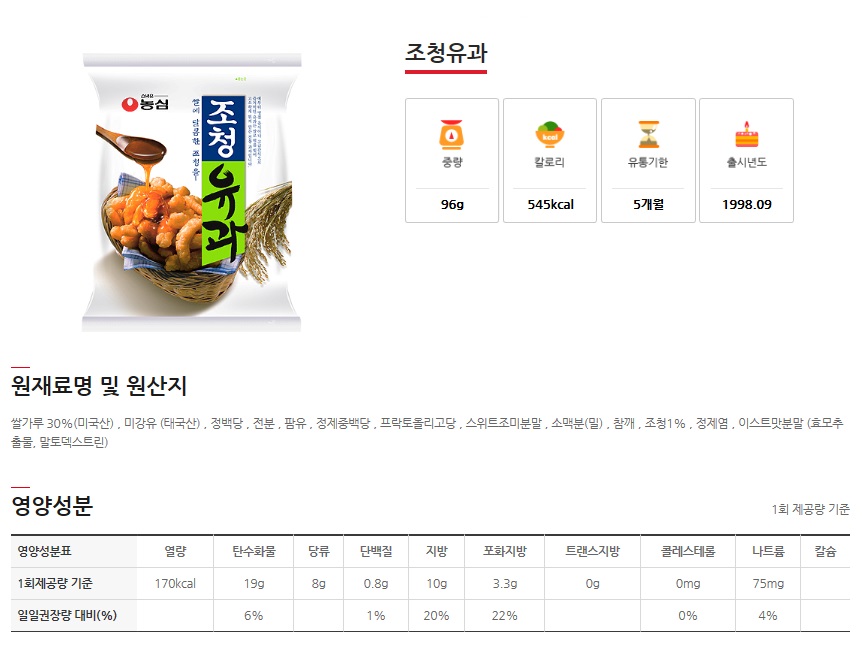 조청유과
농심
쌀에 달콤한 조청을~
조청
유과
중량
칼로리
유통기한
출시년도
96g
545kcal
5개월
1998.09
원재료명 및 원산지
쌀가루 30%(미국산) , 미강유 (태국산) , 정백당 , 전분 , 팜유 , 정제중백당 , 프락토올리고당 , 스위트조미분말 , 소맥분(밀) , 참깨 , 조청1% , 정제염 , 이스트맛분말 (효모추
출물, 말토덱스트린)
영양성분
1회 제공량 기준
영양성분표 열량 탄수화물 당류 단백질 지방 포화지방 트랜스지방 콜레스테롤 나트륨 칼슘
1회제공량 기준 170kcal 19g 8g 0.8g 10g 3.3g 0g 0mg 75mg
일일권장량 대비(%) 6% 1% 20% 22% 0% 4%